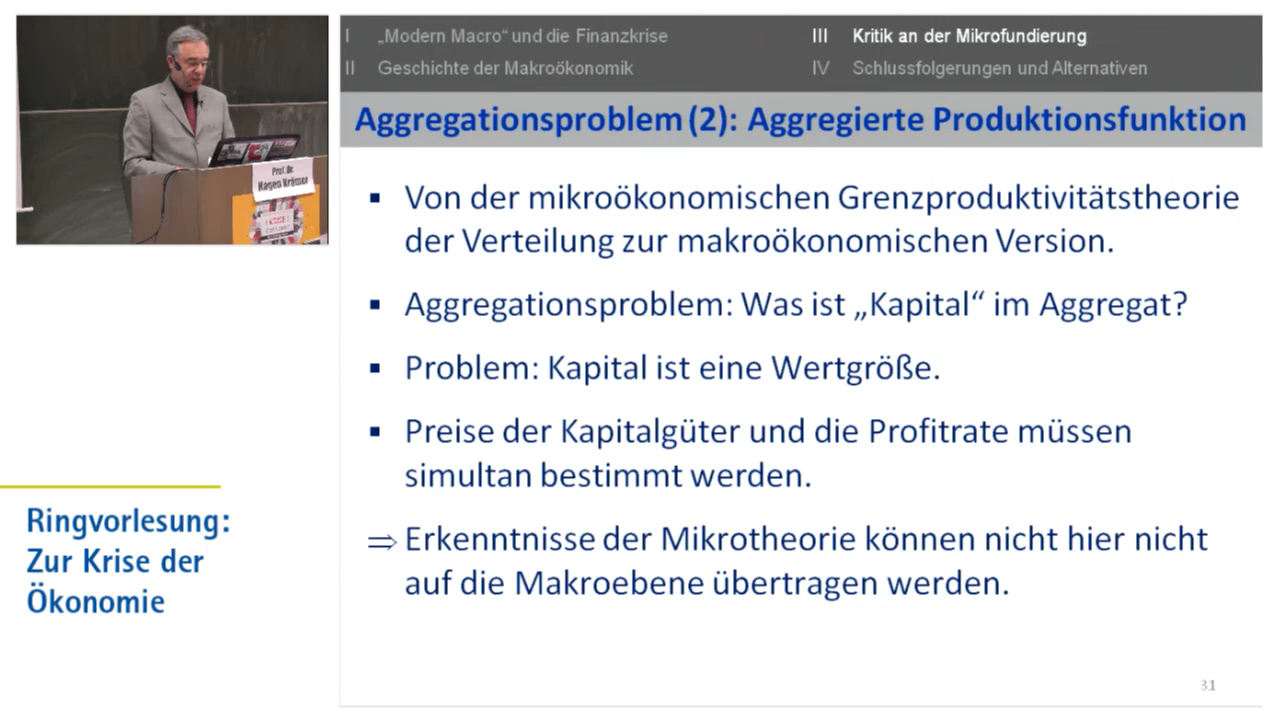 Prof. Dr.
Hagen Krämer
I „Modern Macro“ und die Finanzkrise
II Geschichte der Makroökonomik
III Kritik an der Mikrofundierung
IV Schlussfolgerungen und Alternativen
Aggregationsproblem (2): Aggregierte Produktionsfunktion
▪ Von der mikroökonomischen Grenzproduktivitätstheorie
der Verteilung zur makroökonomischen Version.
▪ Aggregationsproblem: Was ist „Kapital“ im Aggregat?
▪ Problem: Kapital ist eine Wertgröße.
▪ Preise der Kapitalgüter und die Profitrate müssen
simultan bestimmt werden.
⇒ Erkenntnisse der Mikrotheorie können nicht hier nicht
auf die Makroebene übertragen werden.
31
Ringvorlesung:
Zur Krise der
Ökonomie